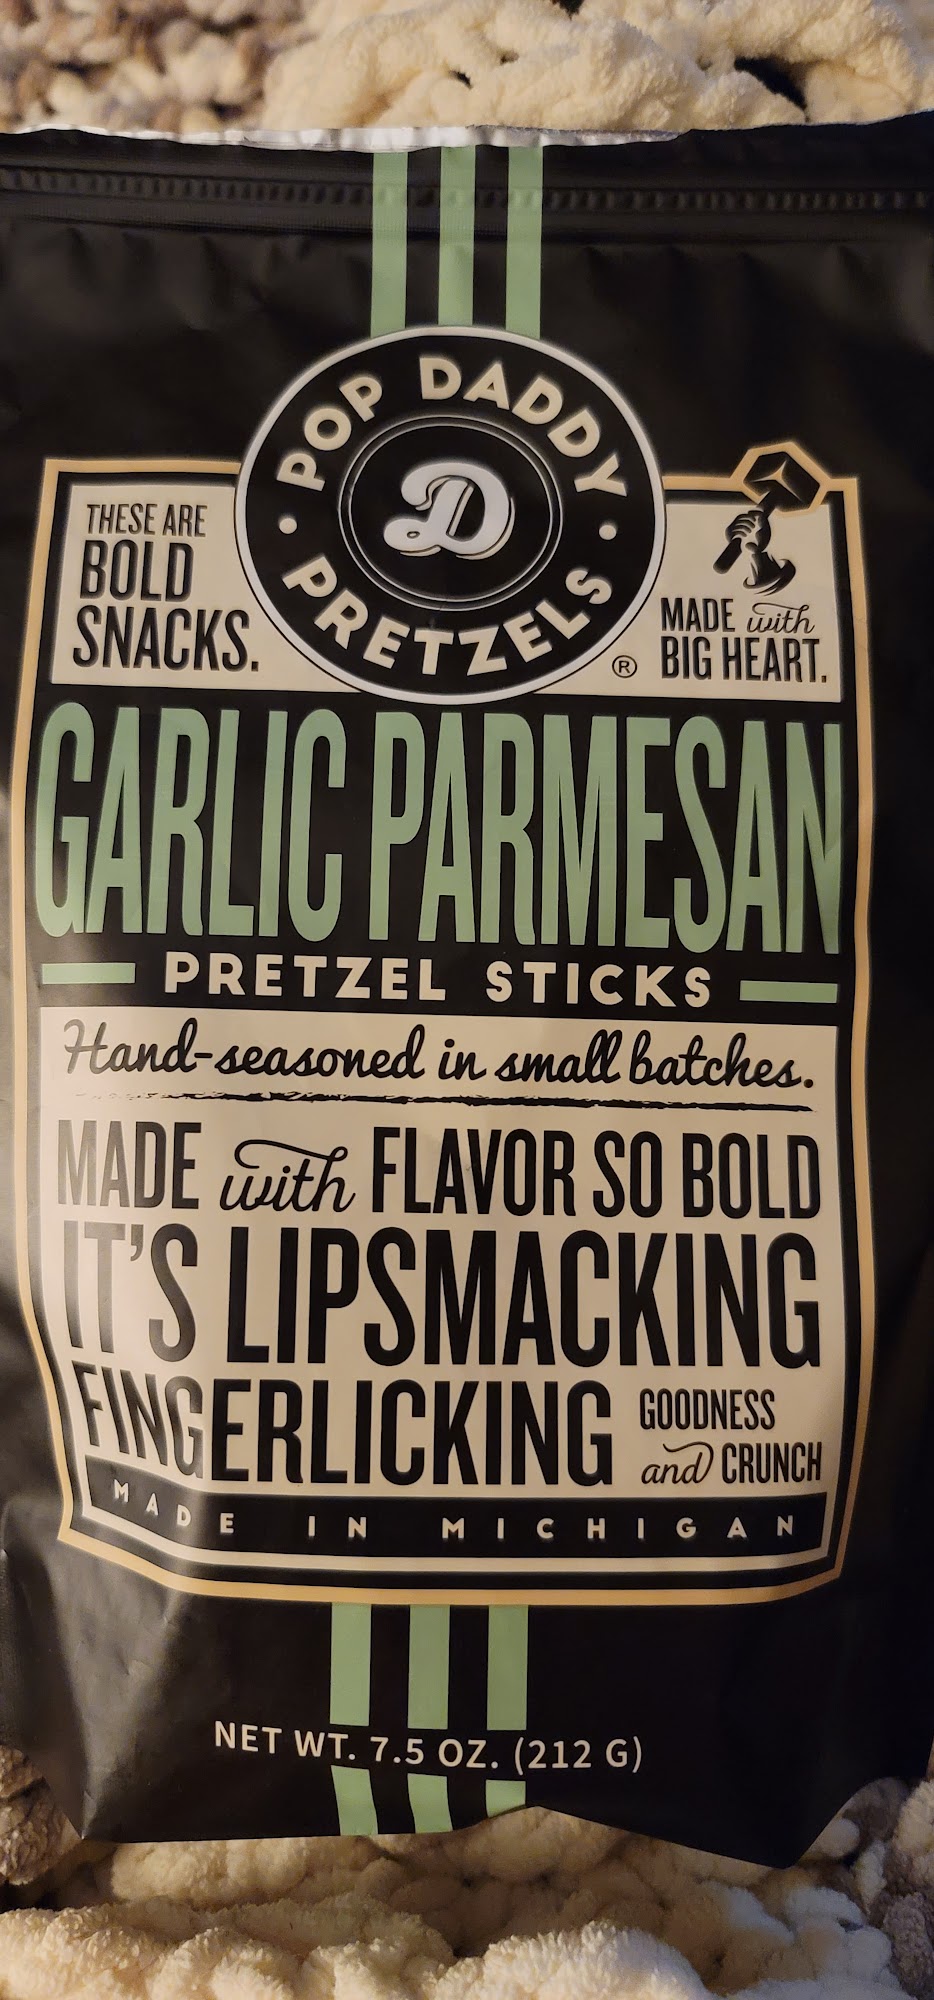 POP DADDY
D
PRETZELS
®
THESE ARE
BOLD
SNACKS.
MADE with
BIG HEART.
GARLIC PARMESAN
PRETZEL STICKS
Hand-seasoned in small batches.
MADE with FLAVOR SO BOLD
IT'S LIPSMACKING
FINGERLICKING
GOODNESS
and CRUNCH
MADE IN MICHIGAN
NET WT. 7.5 OZ. (212 G)